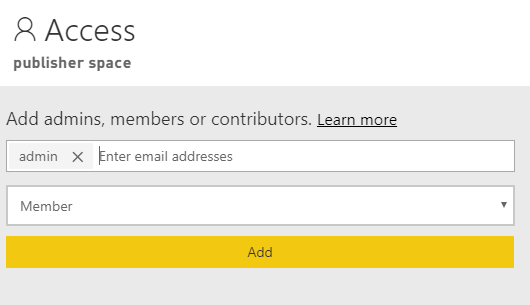 Access
publisher space
Add admins, members or contributors. Learn more
admin Enter email addresses
Member
Add